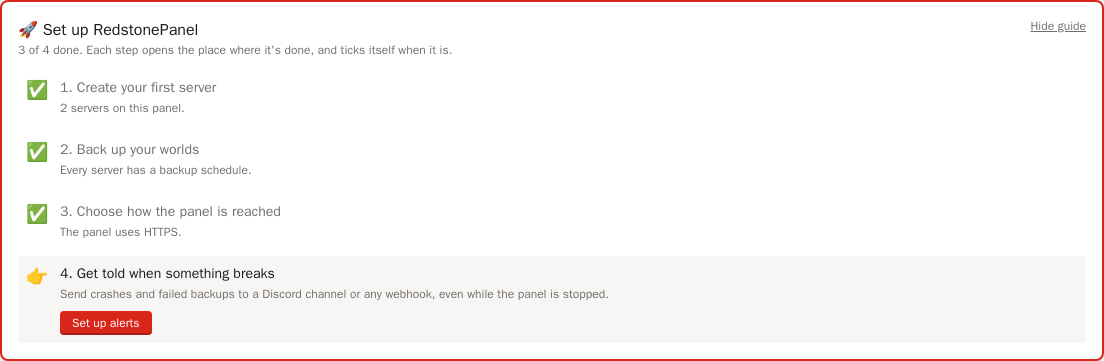 🚀 Set up RedstonePanel
Hide guide
3 of 4 done. Each step opens the place where it's done, and ticks itself when it is.
1. Create your first server
2 servers on this panel.
2. Back up your worlds
Every server has a backup schedule.
3. Choose how the panel is reached
The panel uses HTTPS.
4. Get told when something breaks
Send crashes and failed backups to a Discord channel or any webhook, even while the panel is stopped.
Set up alerts